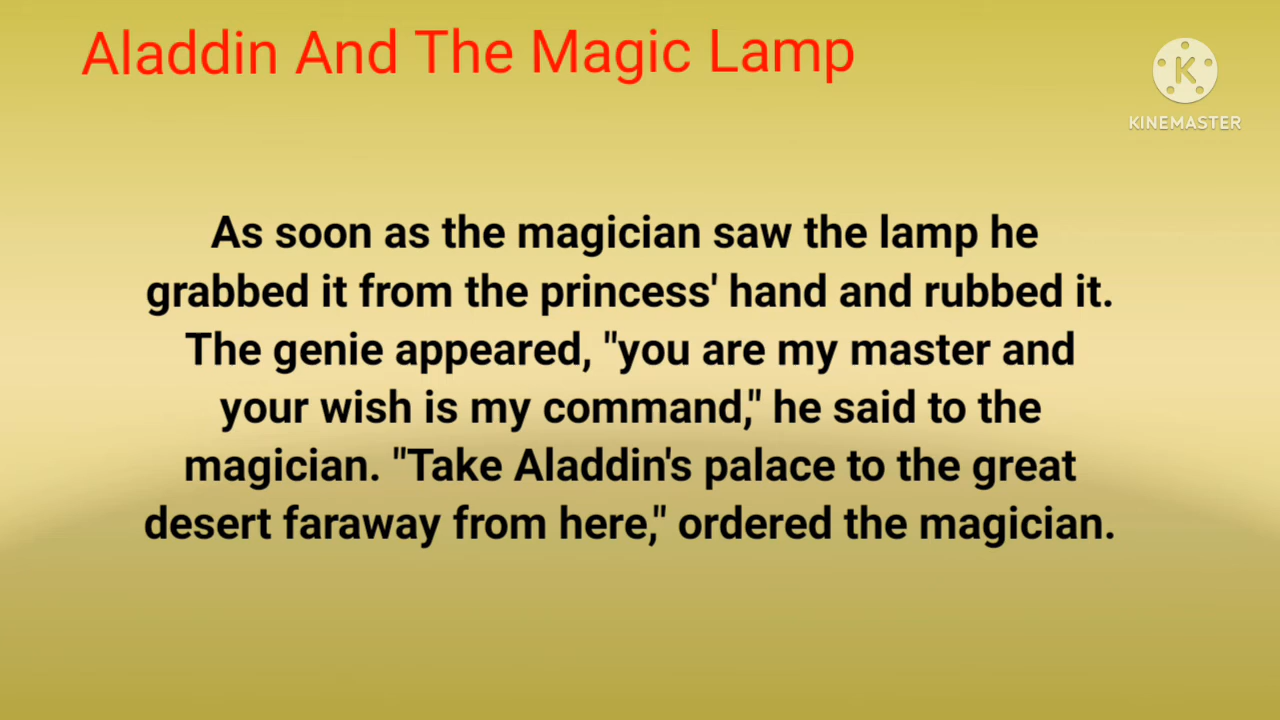 Aladdin And The Magic Lamp
KINEMASTER
As soon as the magician saw the lamp he
grabbed it from the princess' hand and rubbed it.
The genie appeared, "you are my master and
your wish is my command," he said to the
magician. "Take Aladdin's palace to the great
desert faraway from here," ordered the magician.